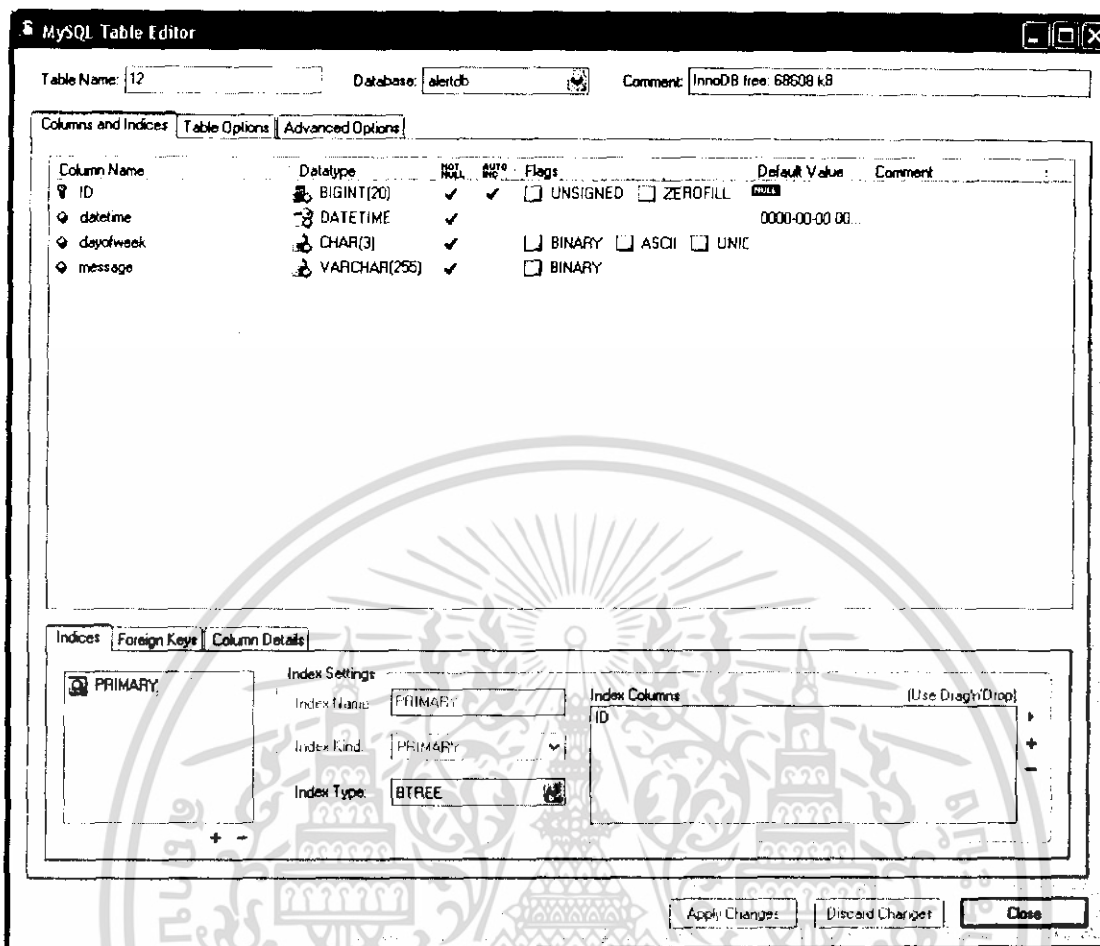 MySQL Table Editor
Table Name: 12 Database: alertdb Comment: InnoDB free: 68608 kB
Columns and Indices Table Options Advanced Options
Column Name Datatype NOT NULL AUTO INC Flags Default Value Comment
ID BIGINT(20) UNSIGNED ZEROFILL NULL
datetime DATETIME 0000-00-00 00...
dayofweek CHAR(3) BINARY ASCII UNIC
message VARCHAR(255) BINARY
Indices Foreign Keys Column Details
PRIMARY
Index Settings
Index Name: PRIMARY
Index Kind: PRIMARY
Index Type: BTREE
Index Columns (Use Drag'n'Drop)
ID
Apply Changes Discard Changes Close